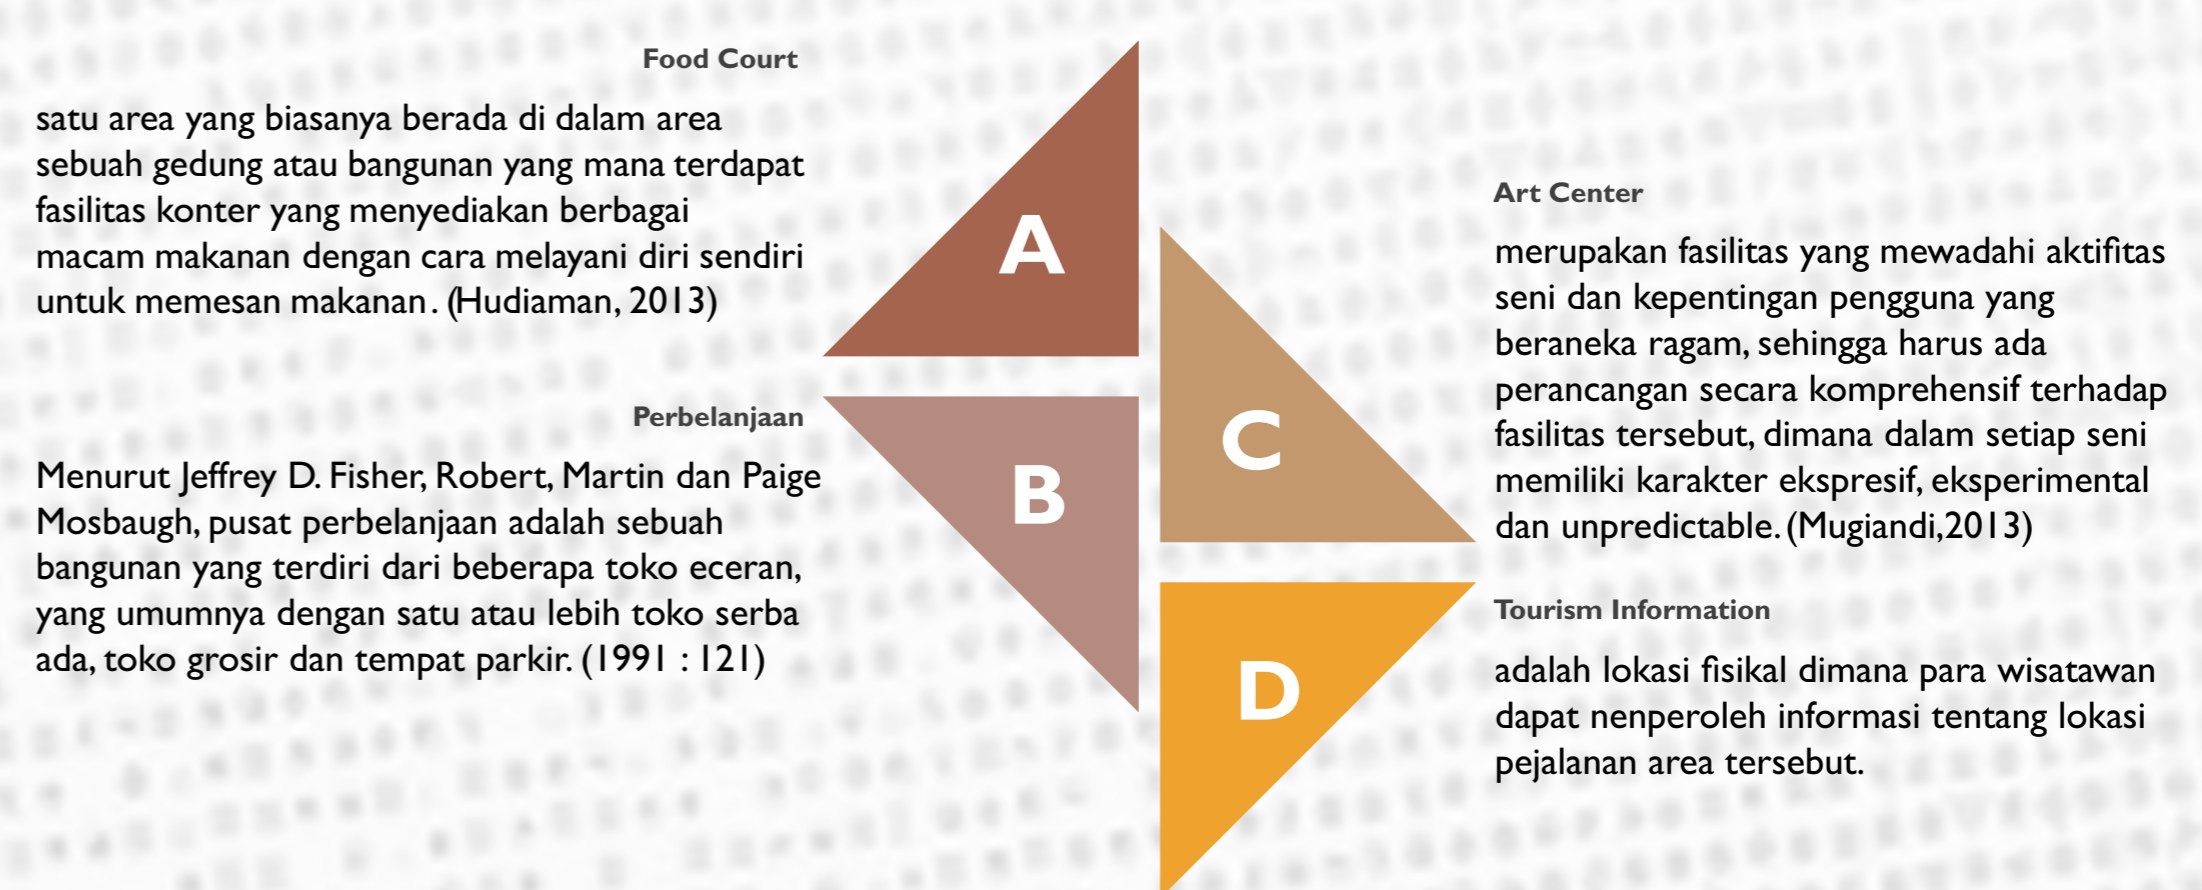 Food Court
satu area yang biasanya berada di dalam area
sebuah gedung atau bangunan yang mana terdapat
fasilitas konter yang menyediakan berbagai
macam makanan dengan cara melayani diri sendiri
untuk memesan makanan. (Hudiaman, 2013)
A
Perbelanjaan
Menurut Jeffrey D. Fisher, Robert, Martin dan Paige
Mosbaugh, pusat perbelanjaan adalah sebuah
bangunan yang terdiri dari beberapa toko eceran,
yang umumnya dengan satu atau lebih toko serba
ada, toko grosir dan tempat parkir. (1991 : 121)
B
Art Center
merupakan fasilitas yang mewadahi aktifitas
seni dan kepentingan pengguna yang
beraneka ragam, sehingga harus ada
perancangan secara komprehensif terhadap
fasilitas tersebut, dimana dalam setiap seni
memiliki karakter ekspresif, eksperimental
dan unpredictable. (Mugiandi,2013)
C
Tourism Information
adalah lokasi fisikal dimana para wisatawan
dapat nenperoleh informasi tentang lokasi
pejalanan area tersebut.
D